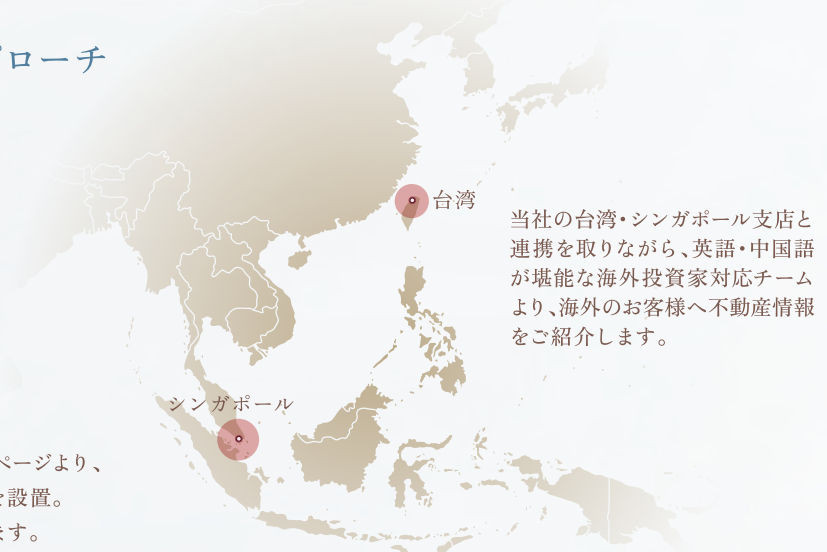 ローチ
台湾
当社の台湾・シンガポール支店と
連携を取りながら、英語・中国語
が堪能な海外投資家対応チーム
より、海外のお客様へ不動産情報
をご紹介します。
シンガポール
ページより、
を設置。
ます。